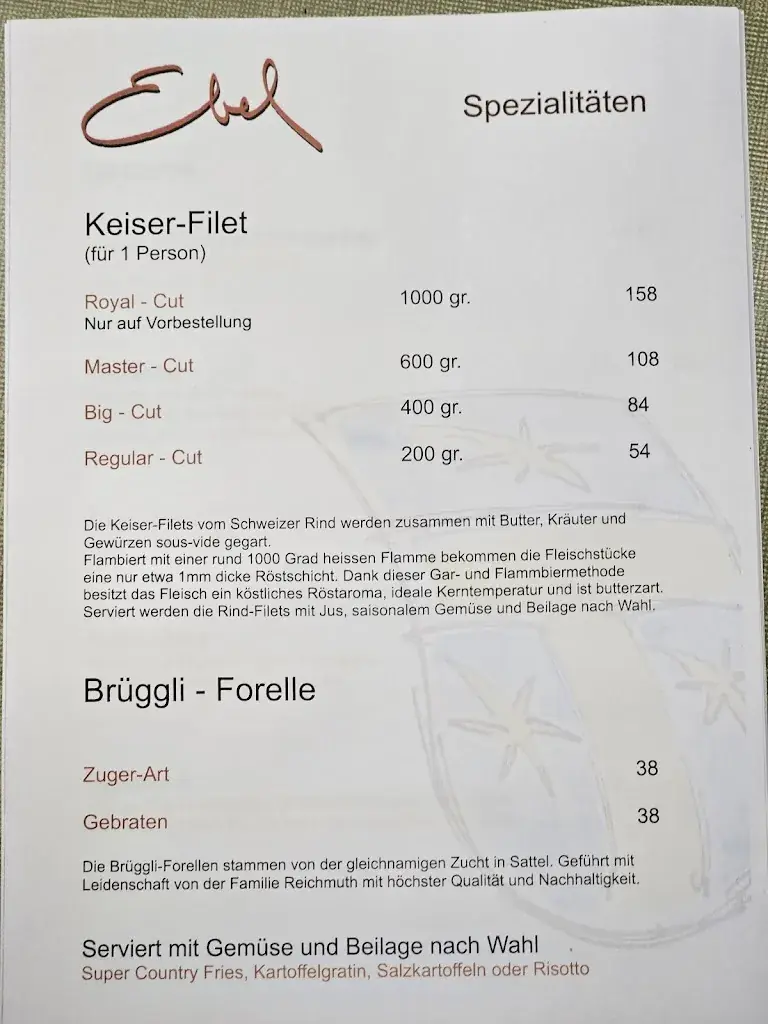 Ebel
Spezialitäten
Keiser-Filet
(für 1 Person)
Royal - Cut 1000 gr. 158
Nur auf Vorbestellung
Master - Cut 600 gr. 108
Big - Cut 400 gr. 84
Regular - Cut 200 gr. 54
Die Keiser-Filets vom Schweizer Rind werden zusammen mit Butter, Kräuter und
Gewürzen sous-vide gegart.
Flambiert mit einer rund 1000 Grad heissen Flamme bekommen die Fleischstücke
eine nur etwa 1mm dicke Röstschicht. Dank dieser Gar- und Flammbiermethode
besitzt das Fleisch ein köstliches Röstaroma, ideale Kerntemperatur und ist butterzart.
Serviert werden die Rind-Filets mit Jus, saisonalem Gemüse und Beilage nach Wahl.
Brüggli - Forelle
Zuger-Art 38
Gebraten 38
Die Brüggli-Forellen stammen von der gleichnamigen Zucht in Sattel. Geführt mit
Leidenschaft von der Familie Reichmuth mit höchster Qualität und Nachhaltigkeit.
Serviert mit Gemüse und Beilage nach Wahl
Super Country Fries, Kartoffelgratin, Salzkartoffeln oder Risotto